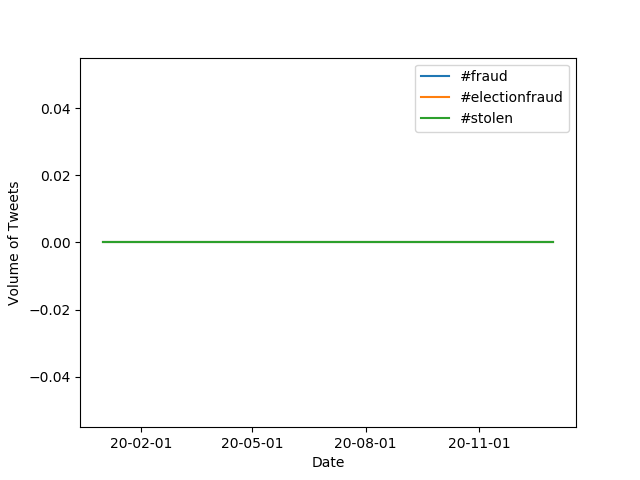 #fraud
#electionfraud
#stolen
0.04
0.02
0.00
−0.02
−0.04
Volume of Tweets
20-02-01 20-05-01 20-08-01 20-11-01
Date